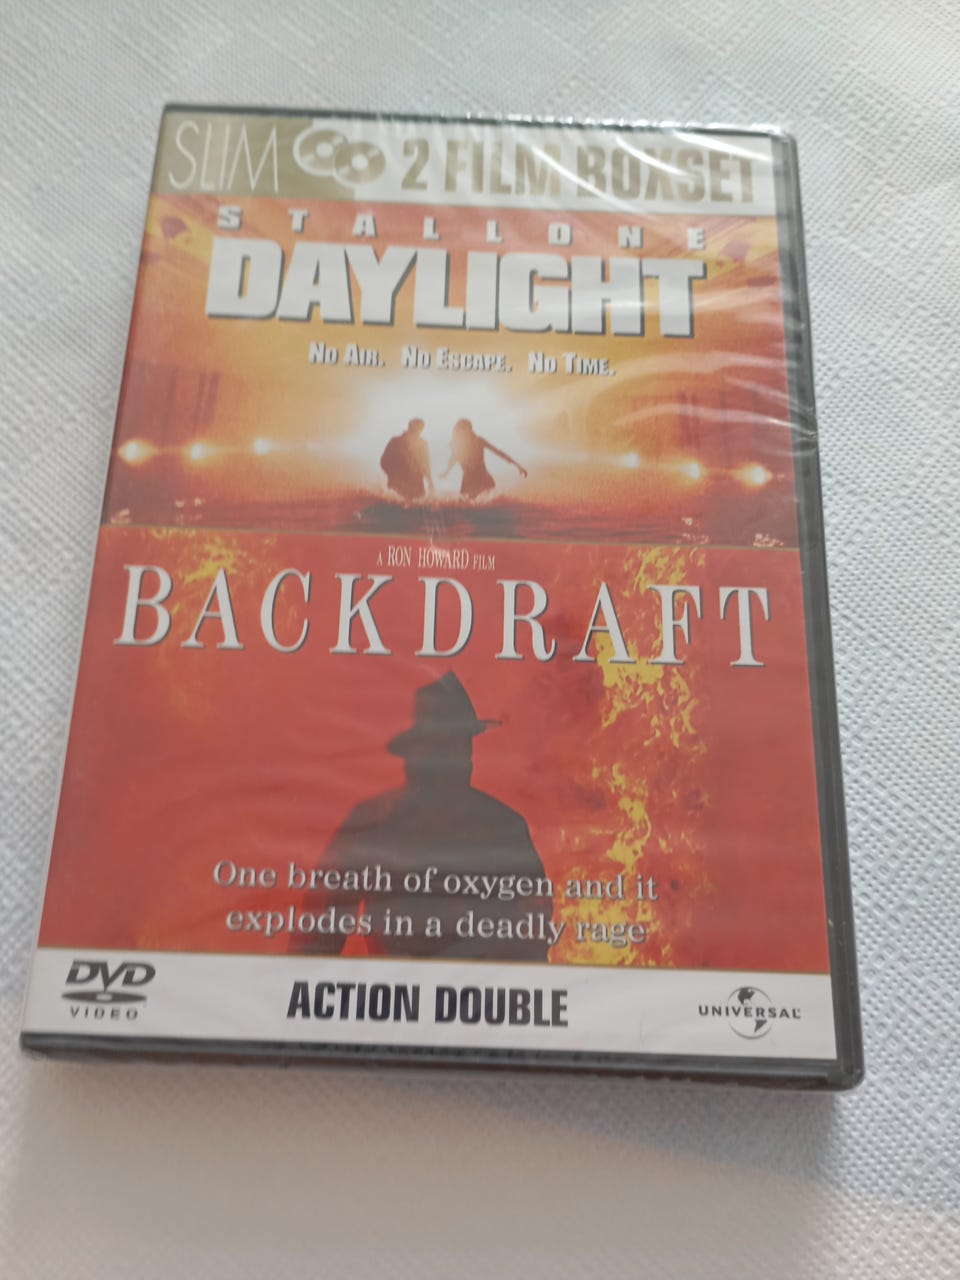 SLIM 2 FILM BOXSET
STALLONE
DAYLIGHT
NO AIR. NO ESCAPE. NO TIME.
A RON HOWARD FILM
BACKDRAFT
One breath of oxygen and it
explodes in a deadly rage
DVD
VIDEO
ACTION DOUBLE
UNIVERSAL